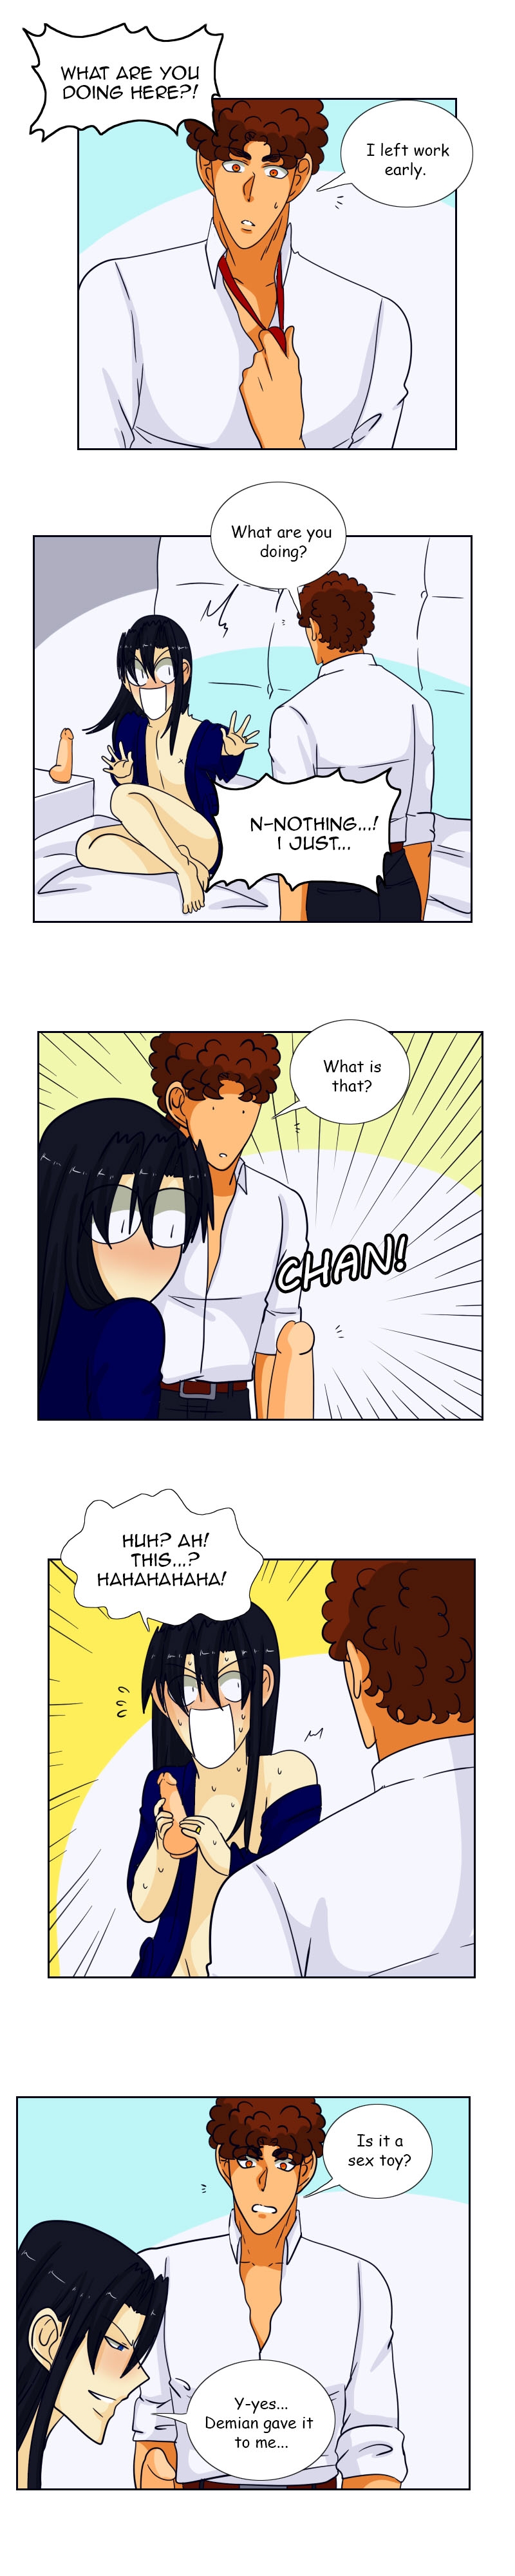 WHAT ARE YOU
DOING HERE?!
I left work
early.
What are you
doing?
N-NOTHING...!
I JUST...
What is
that?
CHAN!
HUH? AH!
THIS...?
HAHAHAHAHA!
Is it a
sex toy?
Y-yes...
Demian gave it
to me...